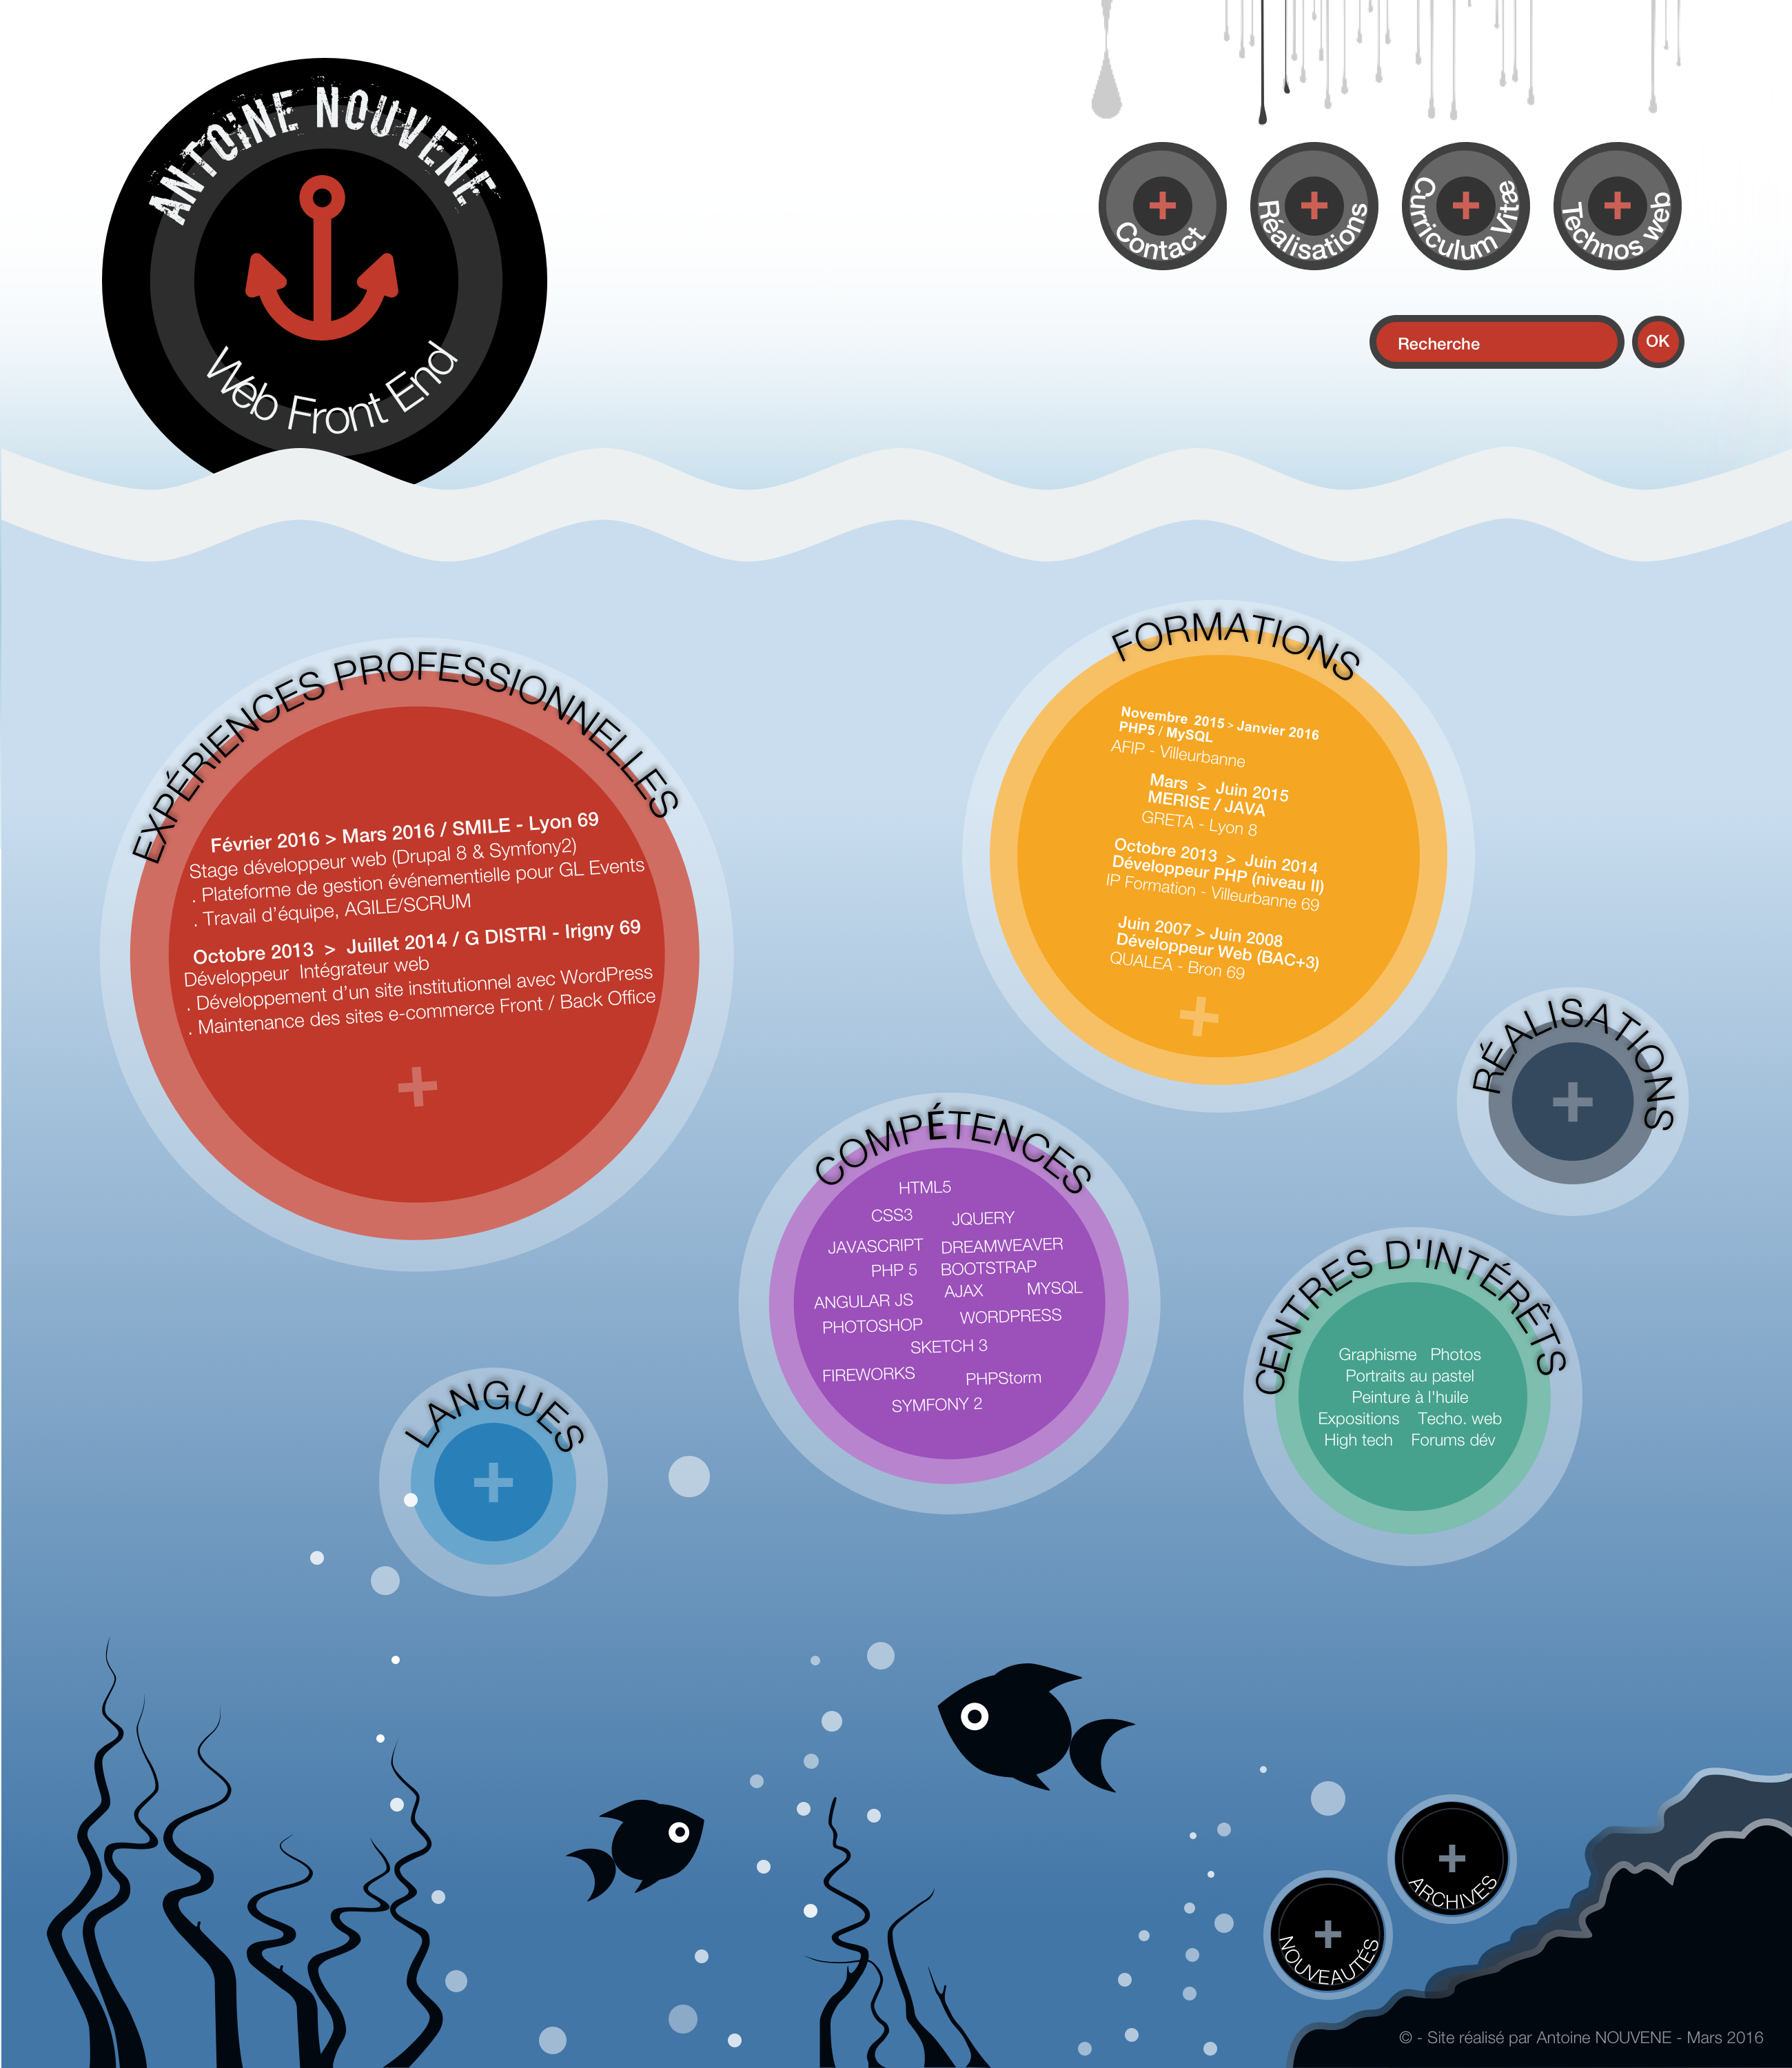 ANTOINE NOUVENE
Web Front End
Contact
Réalisations
Curriculum Vitæ
Technos web
Recherche
OK
EXPÉRIENCES PROFESSIONNELLES
Février 2016 > Mars 2016 / SMILE - Lyon 69
Stage développeur web (Drupal 8 & Symfony2)
. Plateforme de gestion événementielle pour GL Events
. Travail d’équipe, AGILE/SCRUM
Octobre 2013 > Juillet 2014 / G DISTRI - Irigny 69
Développeur Intégrateur web
. Développement d’un site institutionnel avec WordPress
. Maintenance des sites e-commerce Front / Back Office
FORMATIONS
Novembre 2015 > Janvier 2016
PHP5 / MySQL
AFIP - Villeurbanne
Mars > Juin 2015
MERISE / JAVA
GRETA - Lyon 8
Octobre 2013 > Juin 2014
Développeur PHP (niveau II)
IP Formation - Villeurbanne 69
Juin 2007 > Juin 2008
Développeur Web (BAC+3)
QUALEA - Bron 69
RÉALISATIONS
COMPÉTENCES
HTML5
CSS3 JQUERY
JAVASCRIPT DREAMWEAVER
PHP 5 BOOTSTRAP
ANGULAR JS AJAX MYSQL
PHOTOSHOP WORDPRESS
SKETCH 3
FIREWORKS PHPStorm
SYMFONY 2
CENTRES D'INTÉRÊTS
Graphisme Photos
Portraits au pastel
Peinture à l'huile
Expositions Techo. web
High tech Forums dév
LANGUES
ARCHIVES
NOUVEAUTÉS
© - Site réalisé par Antoine NOUVENE - Mars 2016